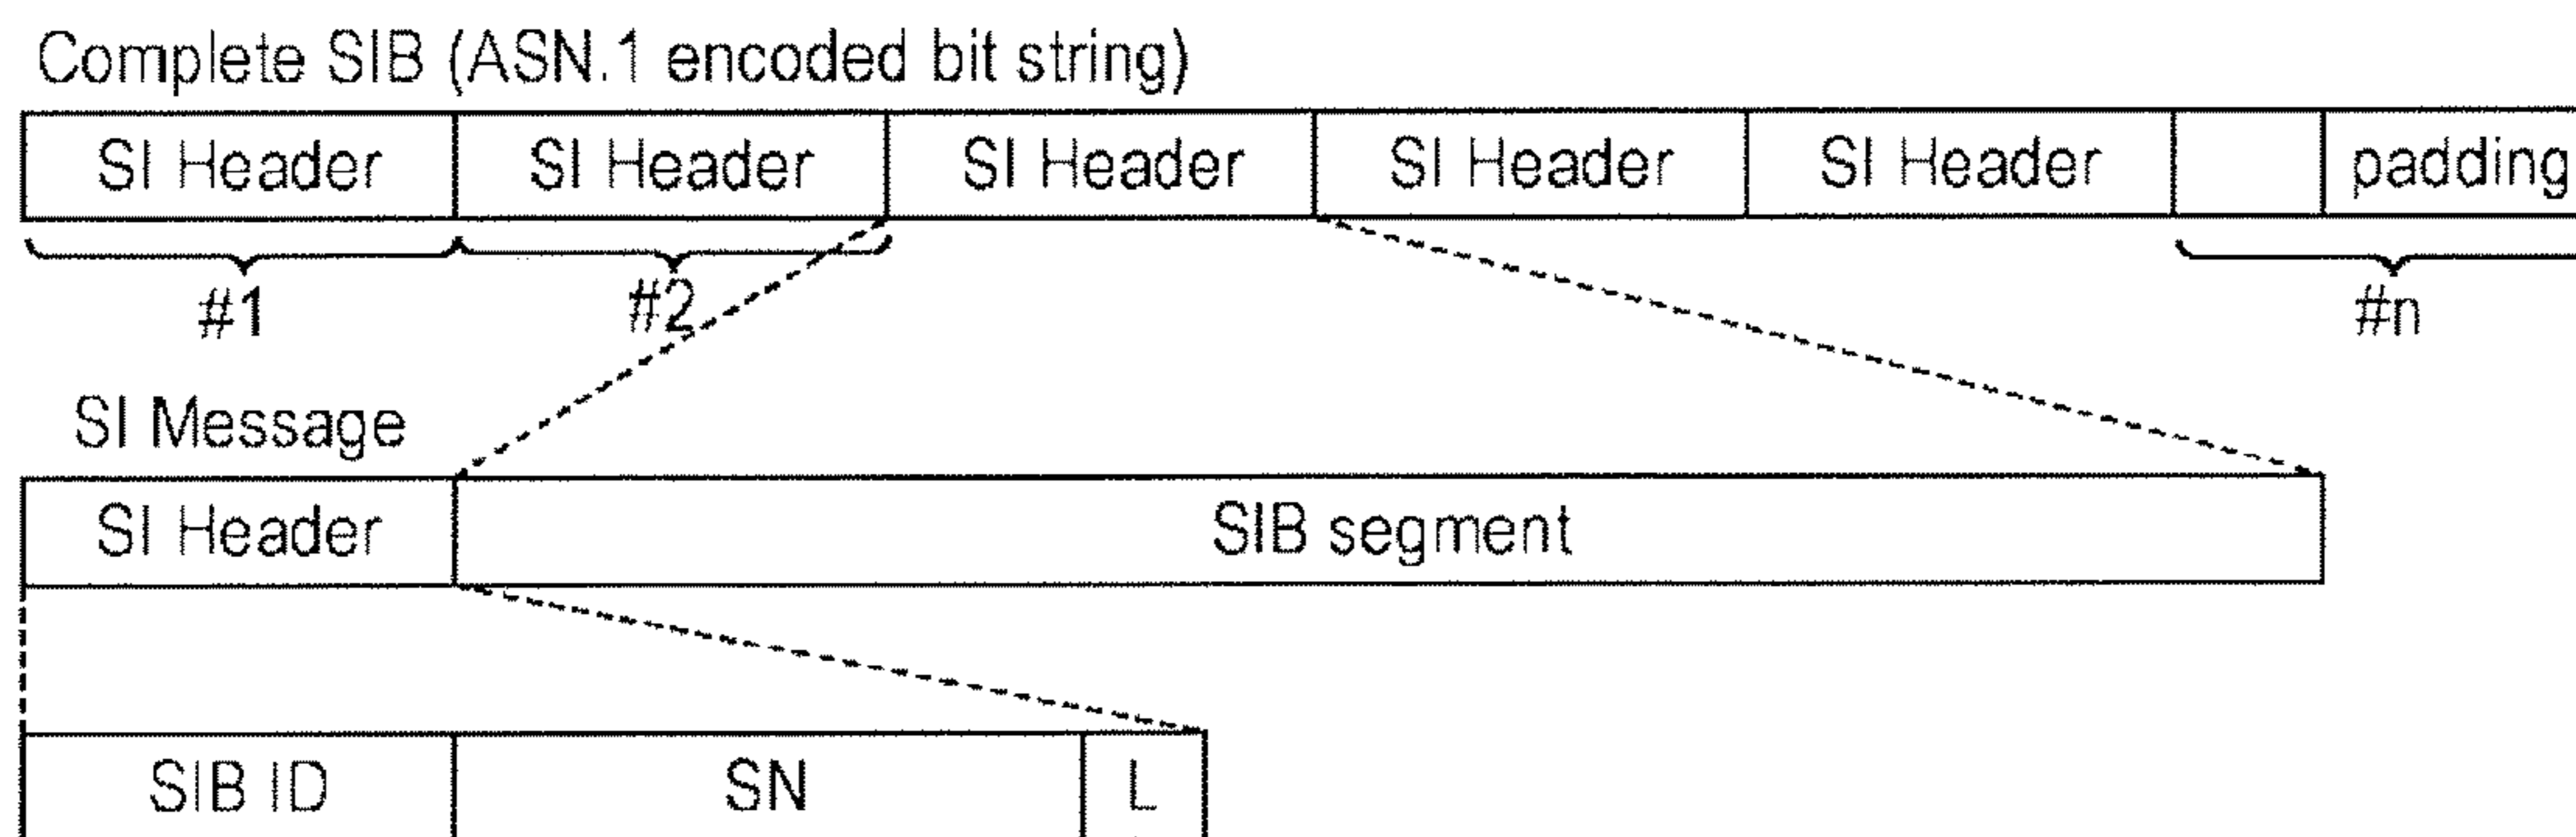 Complete SIB (ASN.1 encoded bit string)
SI Header SI Header SI Header SI Header SI Header padding
#1 #2 #n
SI Message
SI Header SIB segment
SIB ID SN L